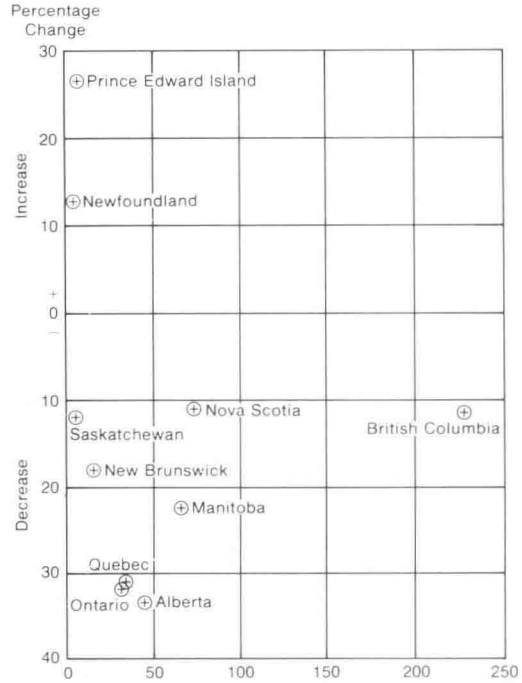 Percentage
Change
30
Prince Edward Island
20
Increase
Newfoundland
10
+
0
−
10
Nova Scotia
British Columbia
Saskatchewan
New Brunswick
Decrease
20
Manitoba
Quebec
30
Ontario
Alberta
40
0 50 100 150 200 250